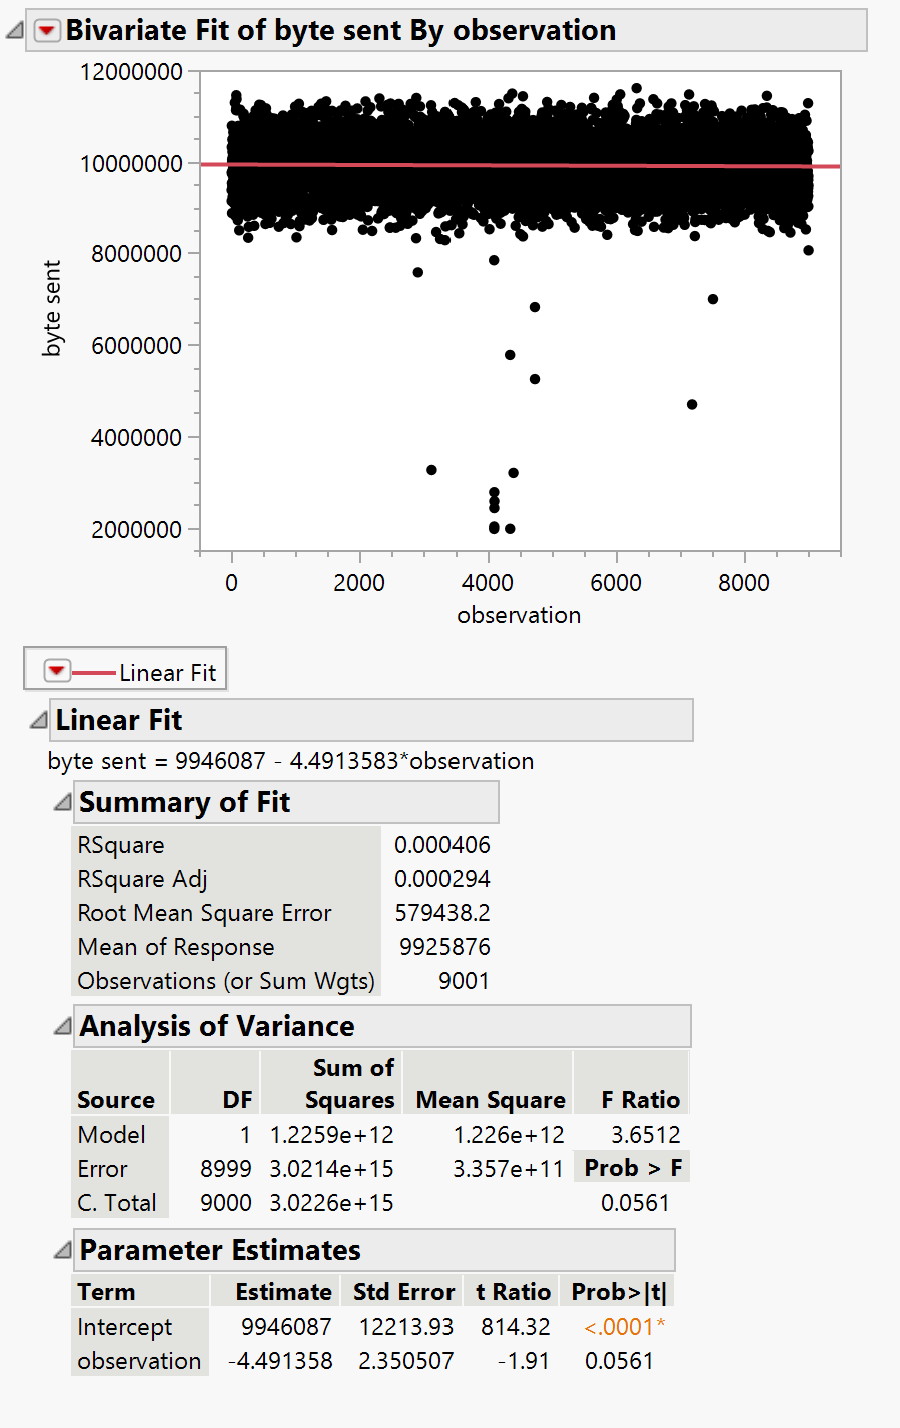 Bivariate Fit of byte sent By observation
12000000
10000000
8000000
6000000
4000000
2000000
byte sent
0 2000 4000 6000 8000
observation
Linear Fit
Linear Fit
byte sent = 9946087 - 4.4913583*observation
Summary of Fit
RSquare 0.000406
RSquare Adj 0.000294
Root Mean Square Error 579438.2
Mean of Response 9925876
Observations (or Sum Wgts) 9001
Analysis of Variance
Sum of
Source DF Squares Mean Square F Ratio
Model 1 1.2259e+12 1.226e+12 3.6512
Error 8999 3.0214e+15 3.357e+11 Prob > F
C. Total 9000 3.0226e+15 0.0561
Parameter Estimates
Term Estimate Std Error t Ratio Prob>|t|
Intercept 9946087 12213.93 814.32 <.0001*
observation -4.491358 2.350507 -1.91 0.0561